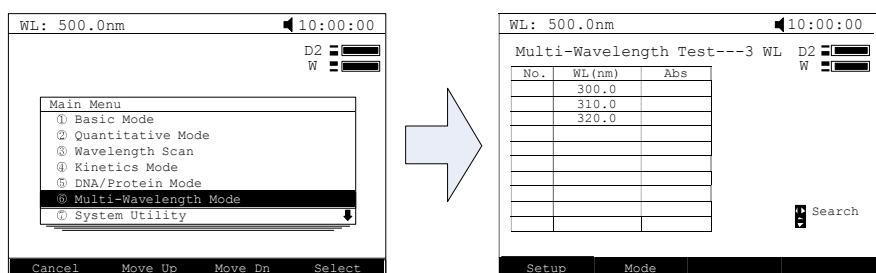 WL: 500.0nm 10:00:00
D2
W
Main Menu
① Basic Mode
② Quantitative Mode
③ Wavelength Scan
④ Kinetics Mode
⑤ DNA/Protein Mode
⑥ Multi-Wavelength Mode
⑦ System Utility
Cancel Move Up Move Dn Select
WL: 500.0nm 10:00:00
Multi-Wavelength Test---3 WL D2
W
No. WL(nm) Abs
300.0
310.0
320.0
Search
Setup Mode